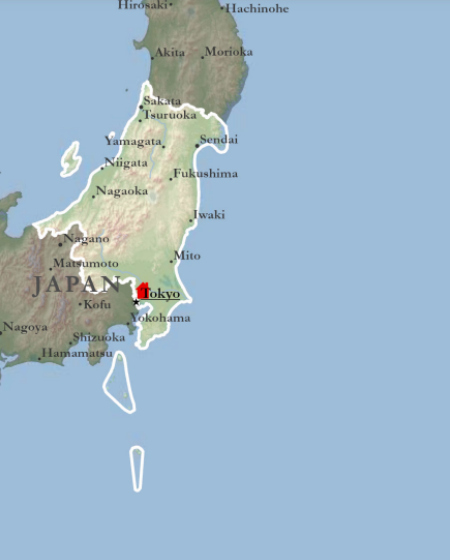 Hirosaki
Hachinohe
Akita
Morioka
Sakata
Tsuruoka
Yamagata
Sendai
Niigata
Fukushima
Nagaoka
Iwaki
Nagano
Mito
Matsumoto
JAPAN
Tokyo
Kofu
Yokohama
Nagoya
Shizuoka
Hamamatsu